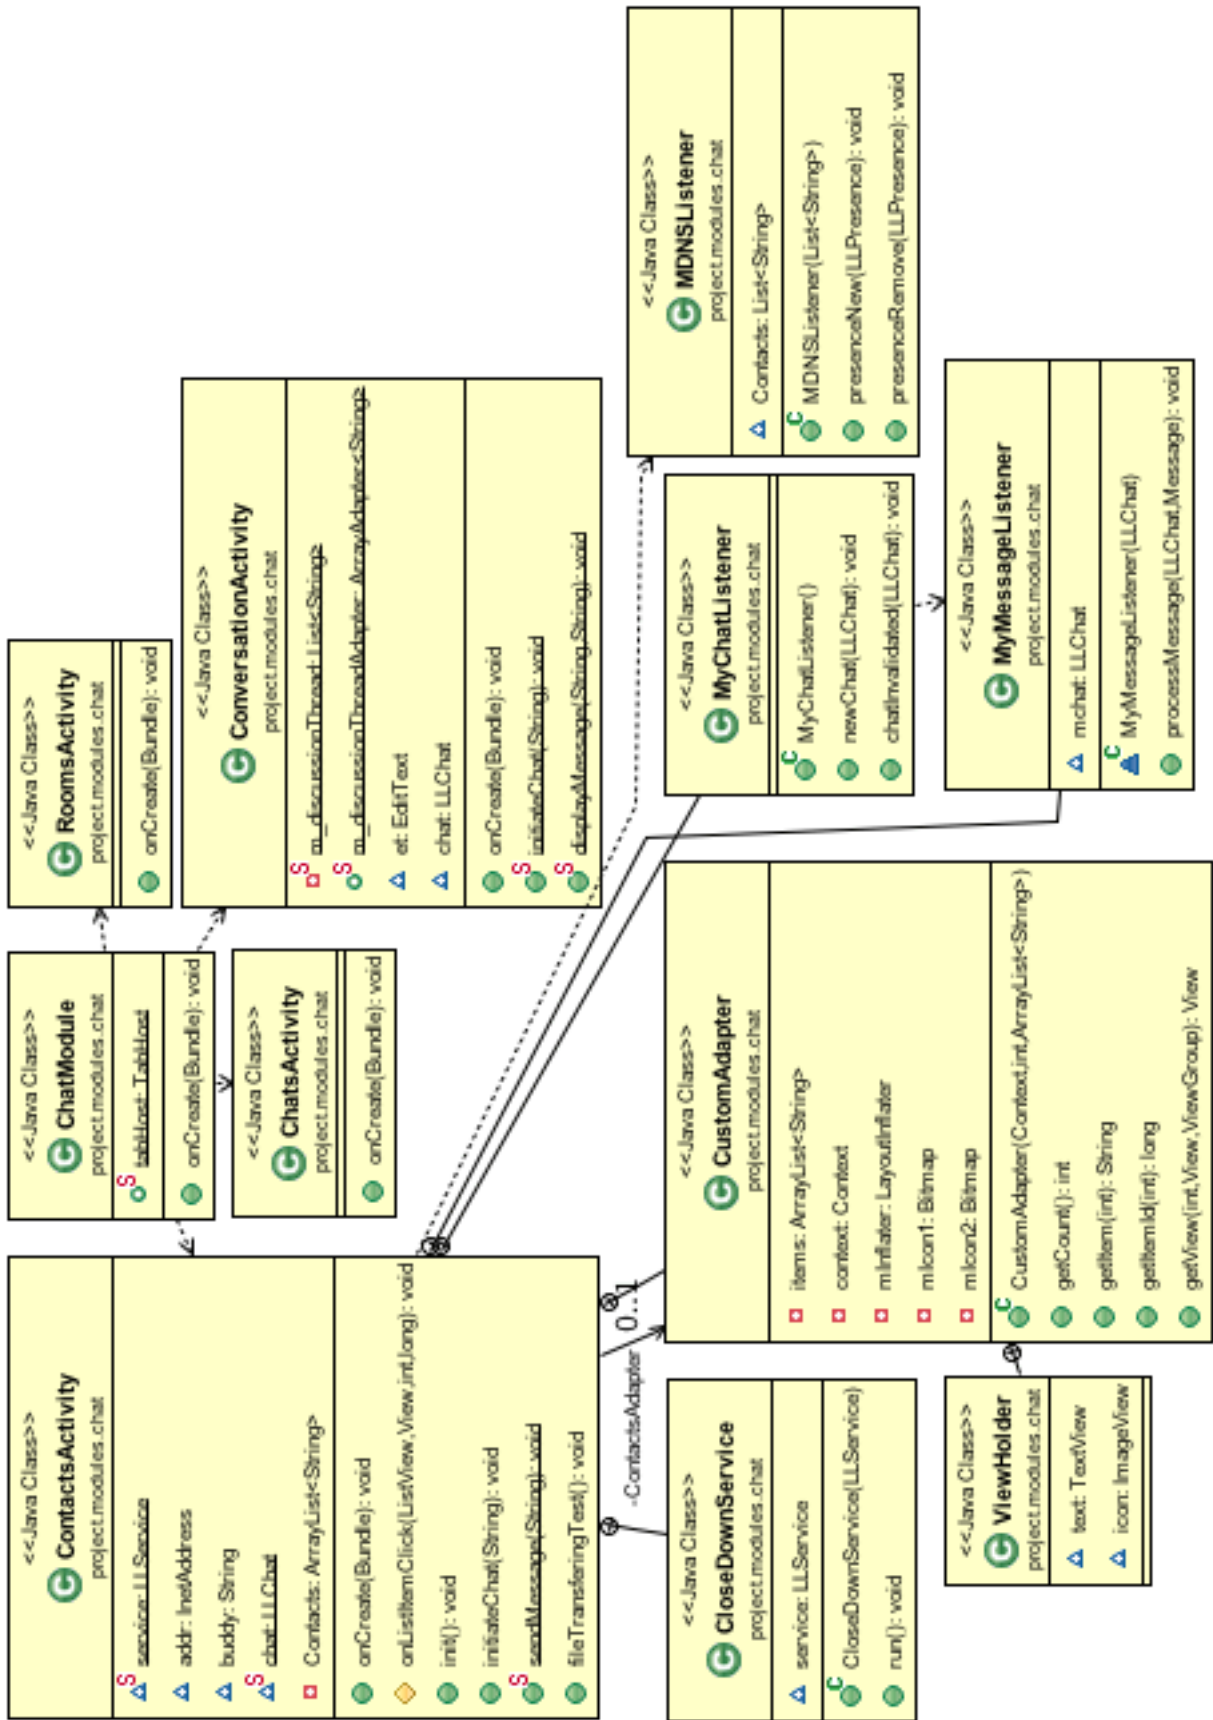 <<Java Class>>
ContactsActivity
project.modules.chat
service: LLService
addr: InetAddress
buddy: String
chat: LLChat
Contacts: ArrayList<String>
onCreate(Bundle): void
onListItemClick(ListView,View,int,long): void
init(): void
initiateChat(String): void
sendMessage(String): void
fileTransferingTest(): void
<<Java Class>>
ChatModule
project.modules.chat
tabHost: TabHost
onCreate(Bundle): void
<<Java Class>>
RoomsActivity
project.modules.chat
onCreate(Bundle): void
<<Java Class>>
ChatsActivity
project.modules.chat
onCreate(Bundle): void
<<Java Class>>
ConversationActivity
project.modules.chat
m_discussionThread: List<String>
m_discussionThreadAdapter: ArrayAdapter<String>
et: EditText
chat: LLChat
onCreate(Bundle): void
initiateChat(String): void
displayMessage(String,String): void
-ContactsAdapter
0..1
<<Java Class>>
CloseDownService
project.modules.chat
service: LLService
CloseDownService(LLService)
run(): void
<<Java Class>>
CustomAdapter
project.modules.chat
items: ArrayList<String>
context: Context
mInflater: LayoutInflater
mIcon1: Bitmap
mIcon2: Bitmap
CustomAdapter(Context,int,ArrayList<String>)
getCount(): int
getItem(int): String
getItemId(int): long
getView(int,View,ViewGroup): View
<<Java Class>>
MyChatListener
project.modules.chat
MyChatListener()
newChat(LLChat): void
chatInvalidated(LLChat): void
<<Java Class>>
MDNSListener
project.modules.chat
Contacts: List<String>
MDNSListener(List<String>)
presenceNew(LLPresence): void
presenceRemove(LLPresence): void
<<Java Class>>
ViewHolder
project.modules.chat
text: TextView
icon: ImageView
<<Java Class>>
MyMessageListener
project.modules.chat
mchat: LLChat
MyMessageListener(LLChat)
processMessage(LLChat,Message): void